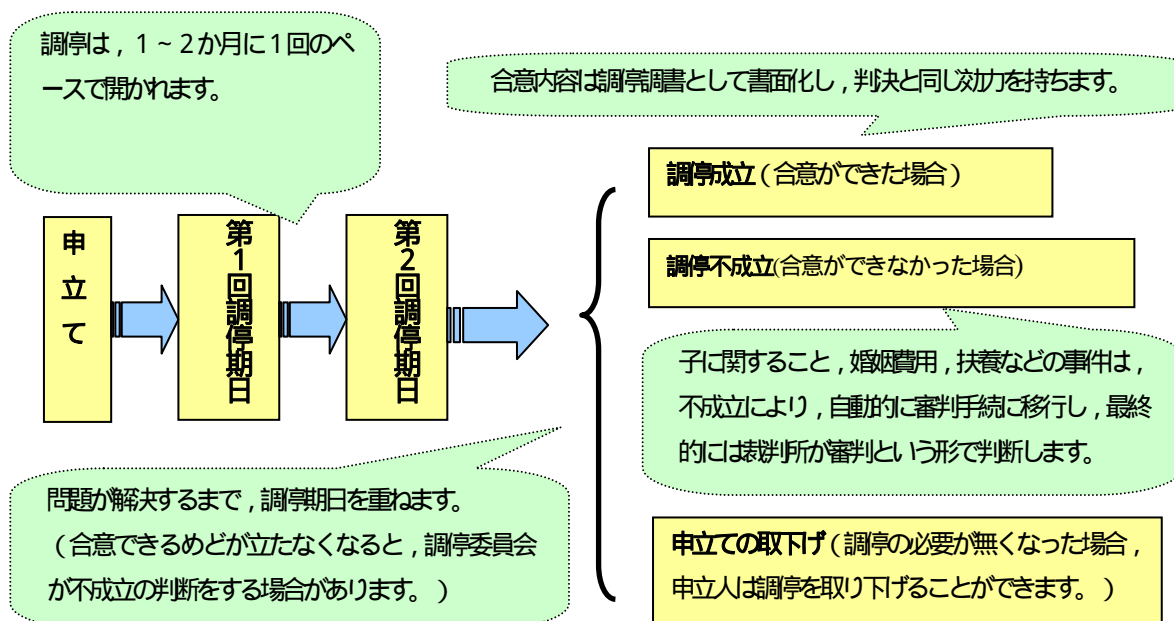 調停は，１～２か月に１回のペ
ースで開かれます。
合意内容は調停調書として書面化し，判決と同じ効力を持ちます。
申立て
第１回調停期日
第２回調停期日
調停成立（合意ができた場合）
調停不成立(合意ができなかった場合)
子に関すること，婚姻費用，扶養などの事件は，
不成立により，自動的に審判手続に移行し，最終
的には裁判所が審判という形で判断します。
問題が解決するまで，調停期日を重ねます。
（合意できるめどが立たなくなると，調停委員会
が不成立の判断をする場合があります。）
申立ての取下げ（調停の必要が無くなった場合，
申立人は調停を取り下げることができます。）